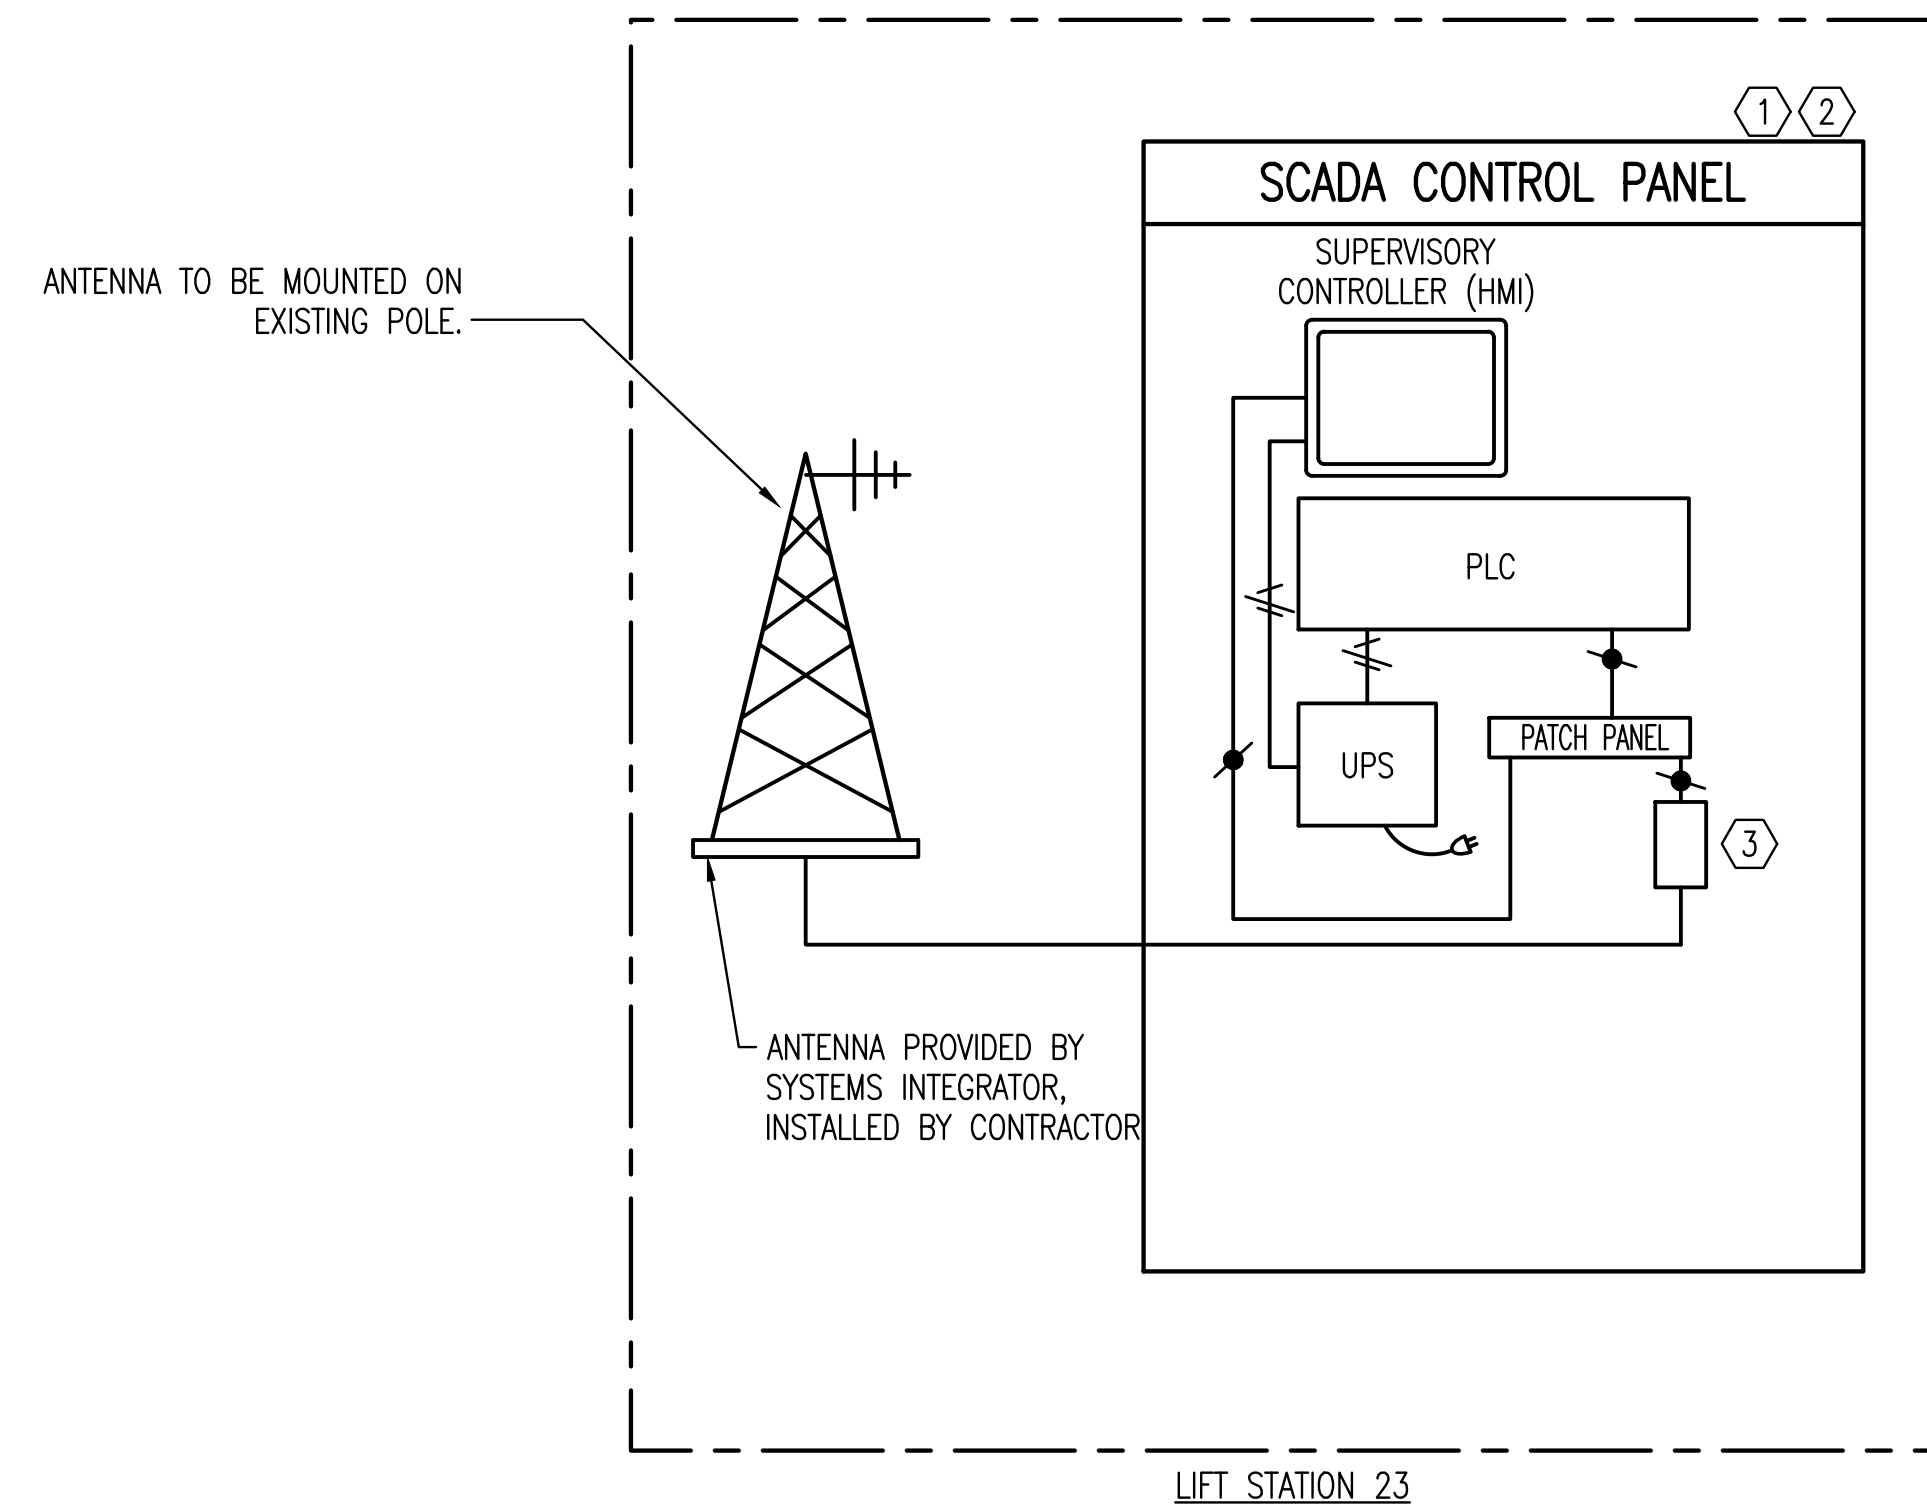 1 2
SCADA CONTROL PANEL
SUPERVISORY
CONTROLLER (HMI)
ANTENNA TO BE MOUNTED ON
EXISTING POLE.
PLC
PATCH PANEL
UPS
3
ANTENNA PROVIDED BY
SYSTEMS INTEGRATOR,
INSTALLED BY CONTRACTOR
LIFT STATION 23